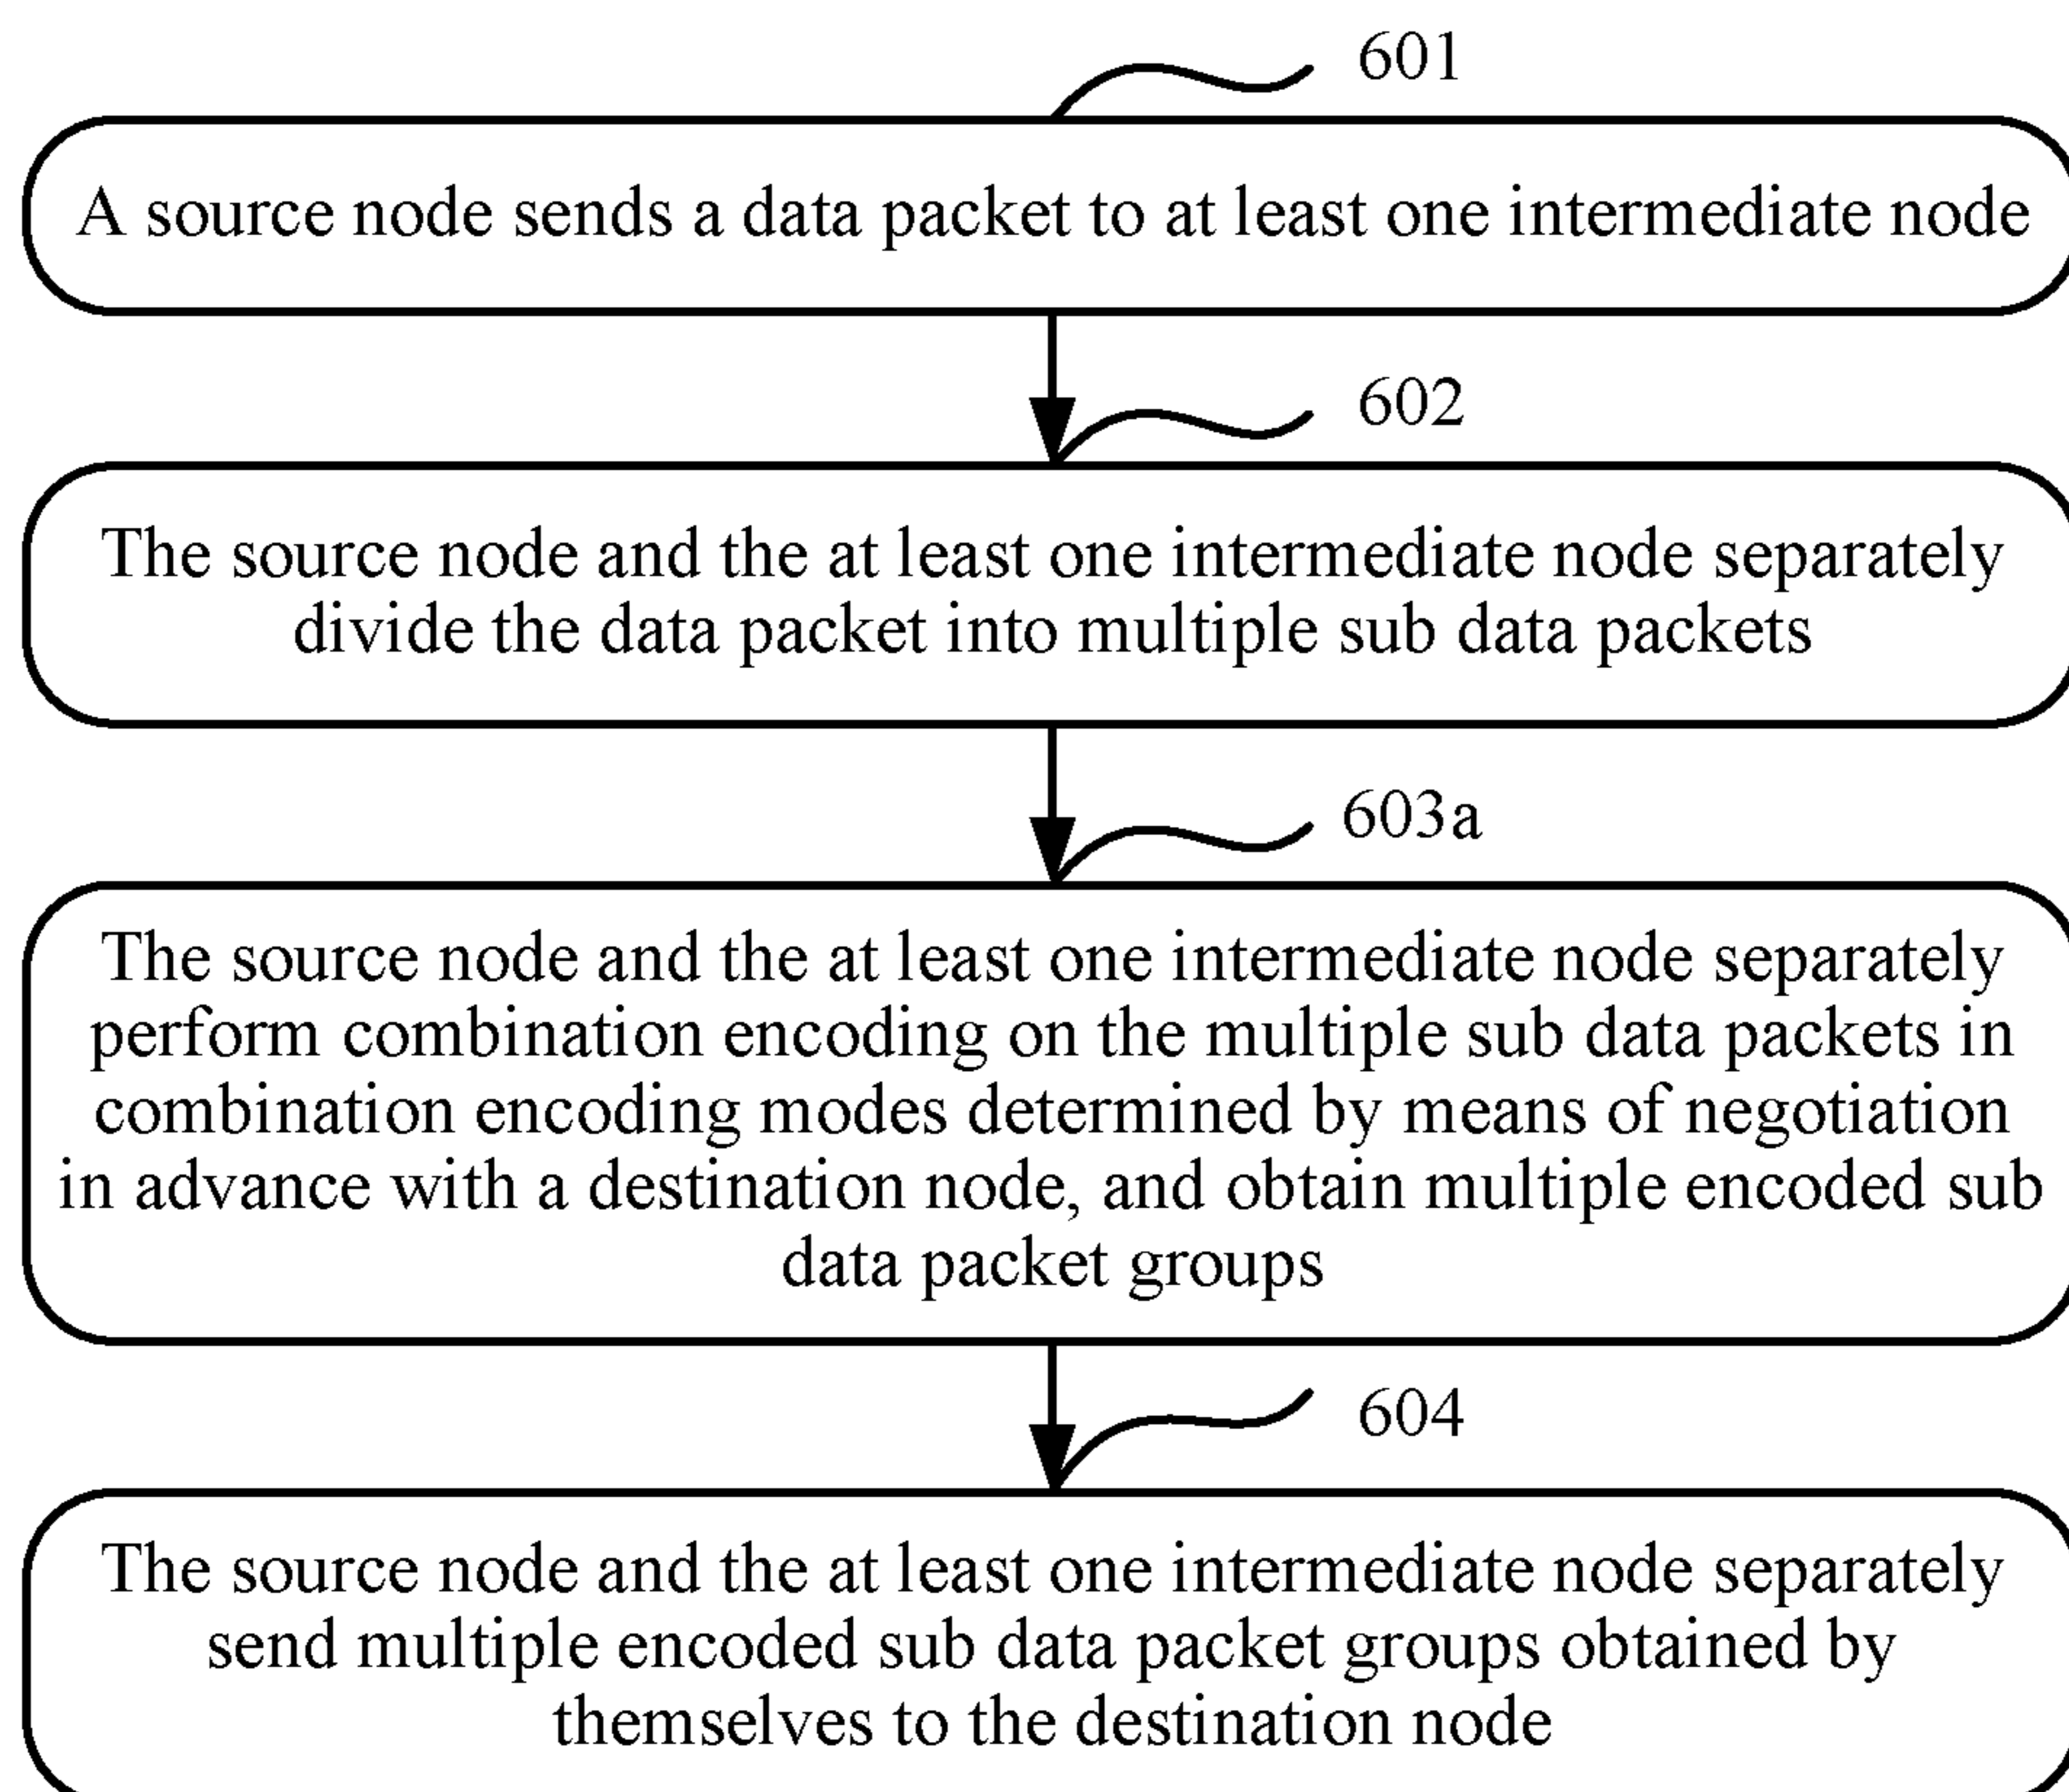 601
A source node sends a data packet to at least one intermediate node
602
The source node and the at least one intermediate node separately
divide the data packet into multiple sub data packets
603a
The source node and the at least one intermediate node separately
perform combination encoding on the multiple sub data packets in
combination encoding modes determined by means of negotiation
in advance with a destination node, and obtain multiple encoded sub
data packet groups
604
The source node and the at least one intermediate node separately
send multiple encoded sub data packet groups obtained by
themselves to the destination node